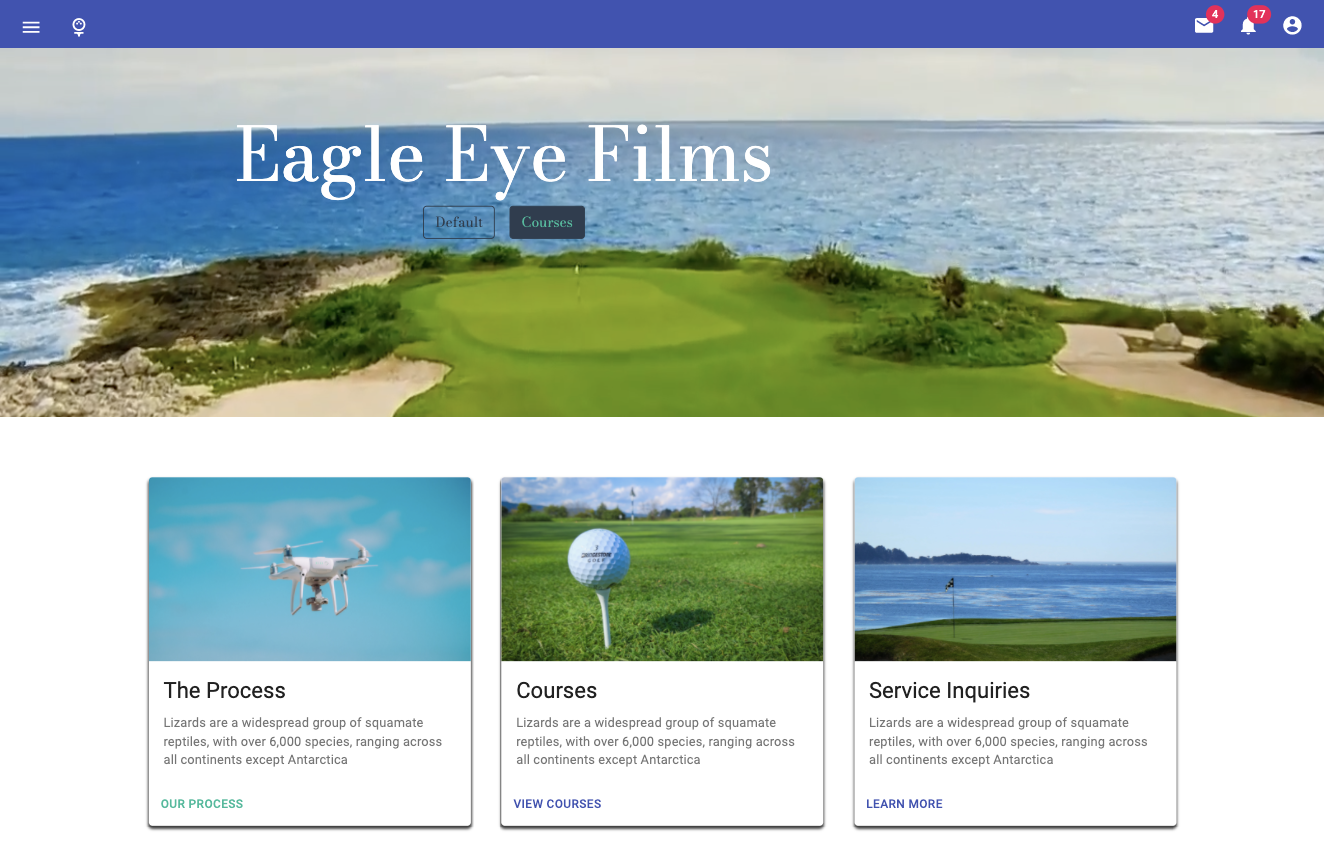 4
17
Eagle Eye Films
Default
Courses
The Process
Lizards are a widespread group of squamate
reptiles, with over 6,000 species, ranging across
all continents except Antarctica
OUR PROCESS
Courses
Lizards are a widespread group of squamate
reptiles, with over 6,000 species, ranging across
all continents except Antarctica
VIEW COURSES
Service Inquiries
Lizards are a widespread group of squamate
reptiles, with over 6,000 species, ranging across
all continents except Antarctica
LEARN MORE